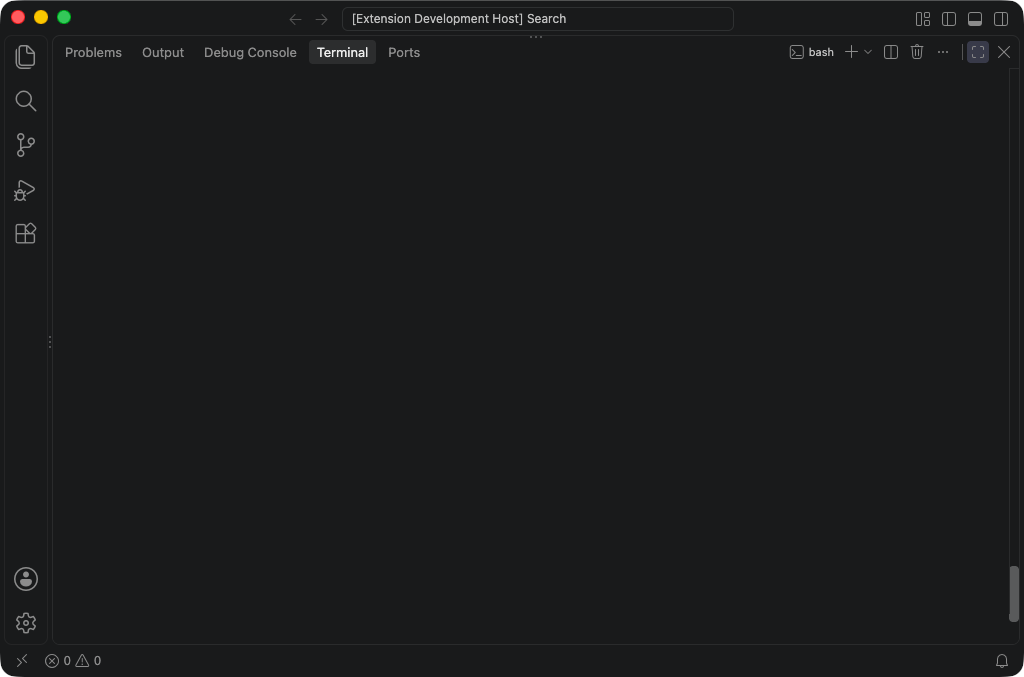 [Extension Development Host] Search
Problems Output Debug Console Terminal Ports bash
0 0